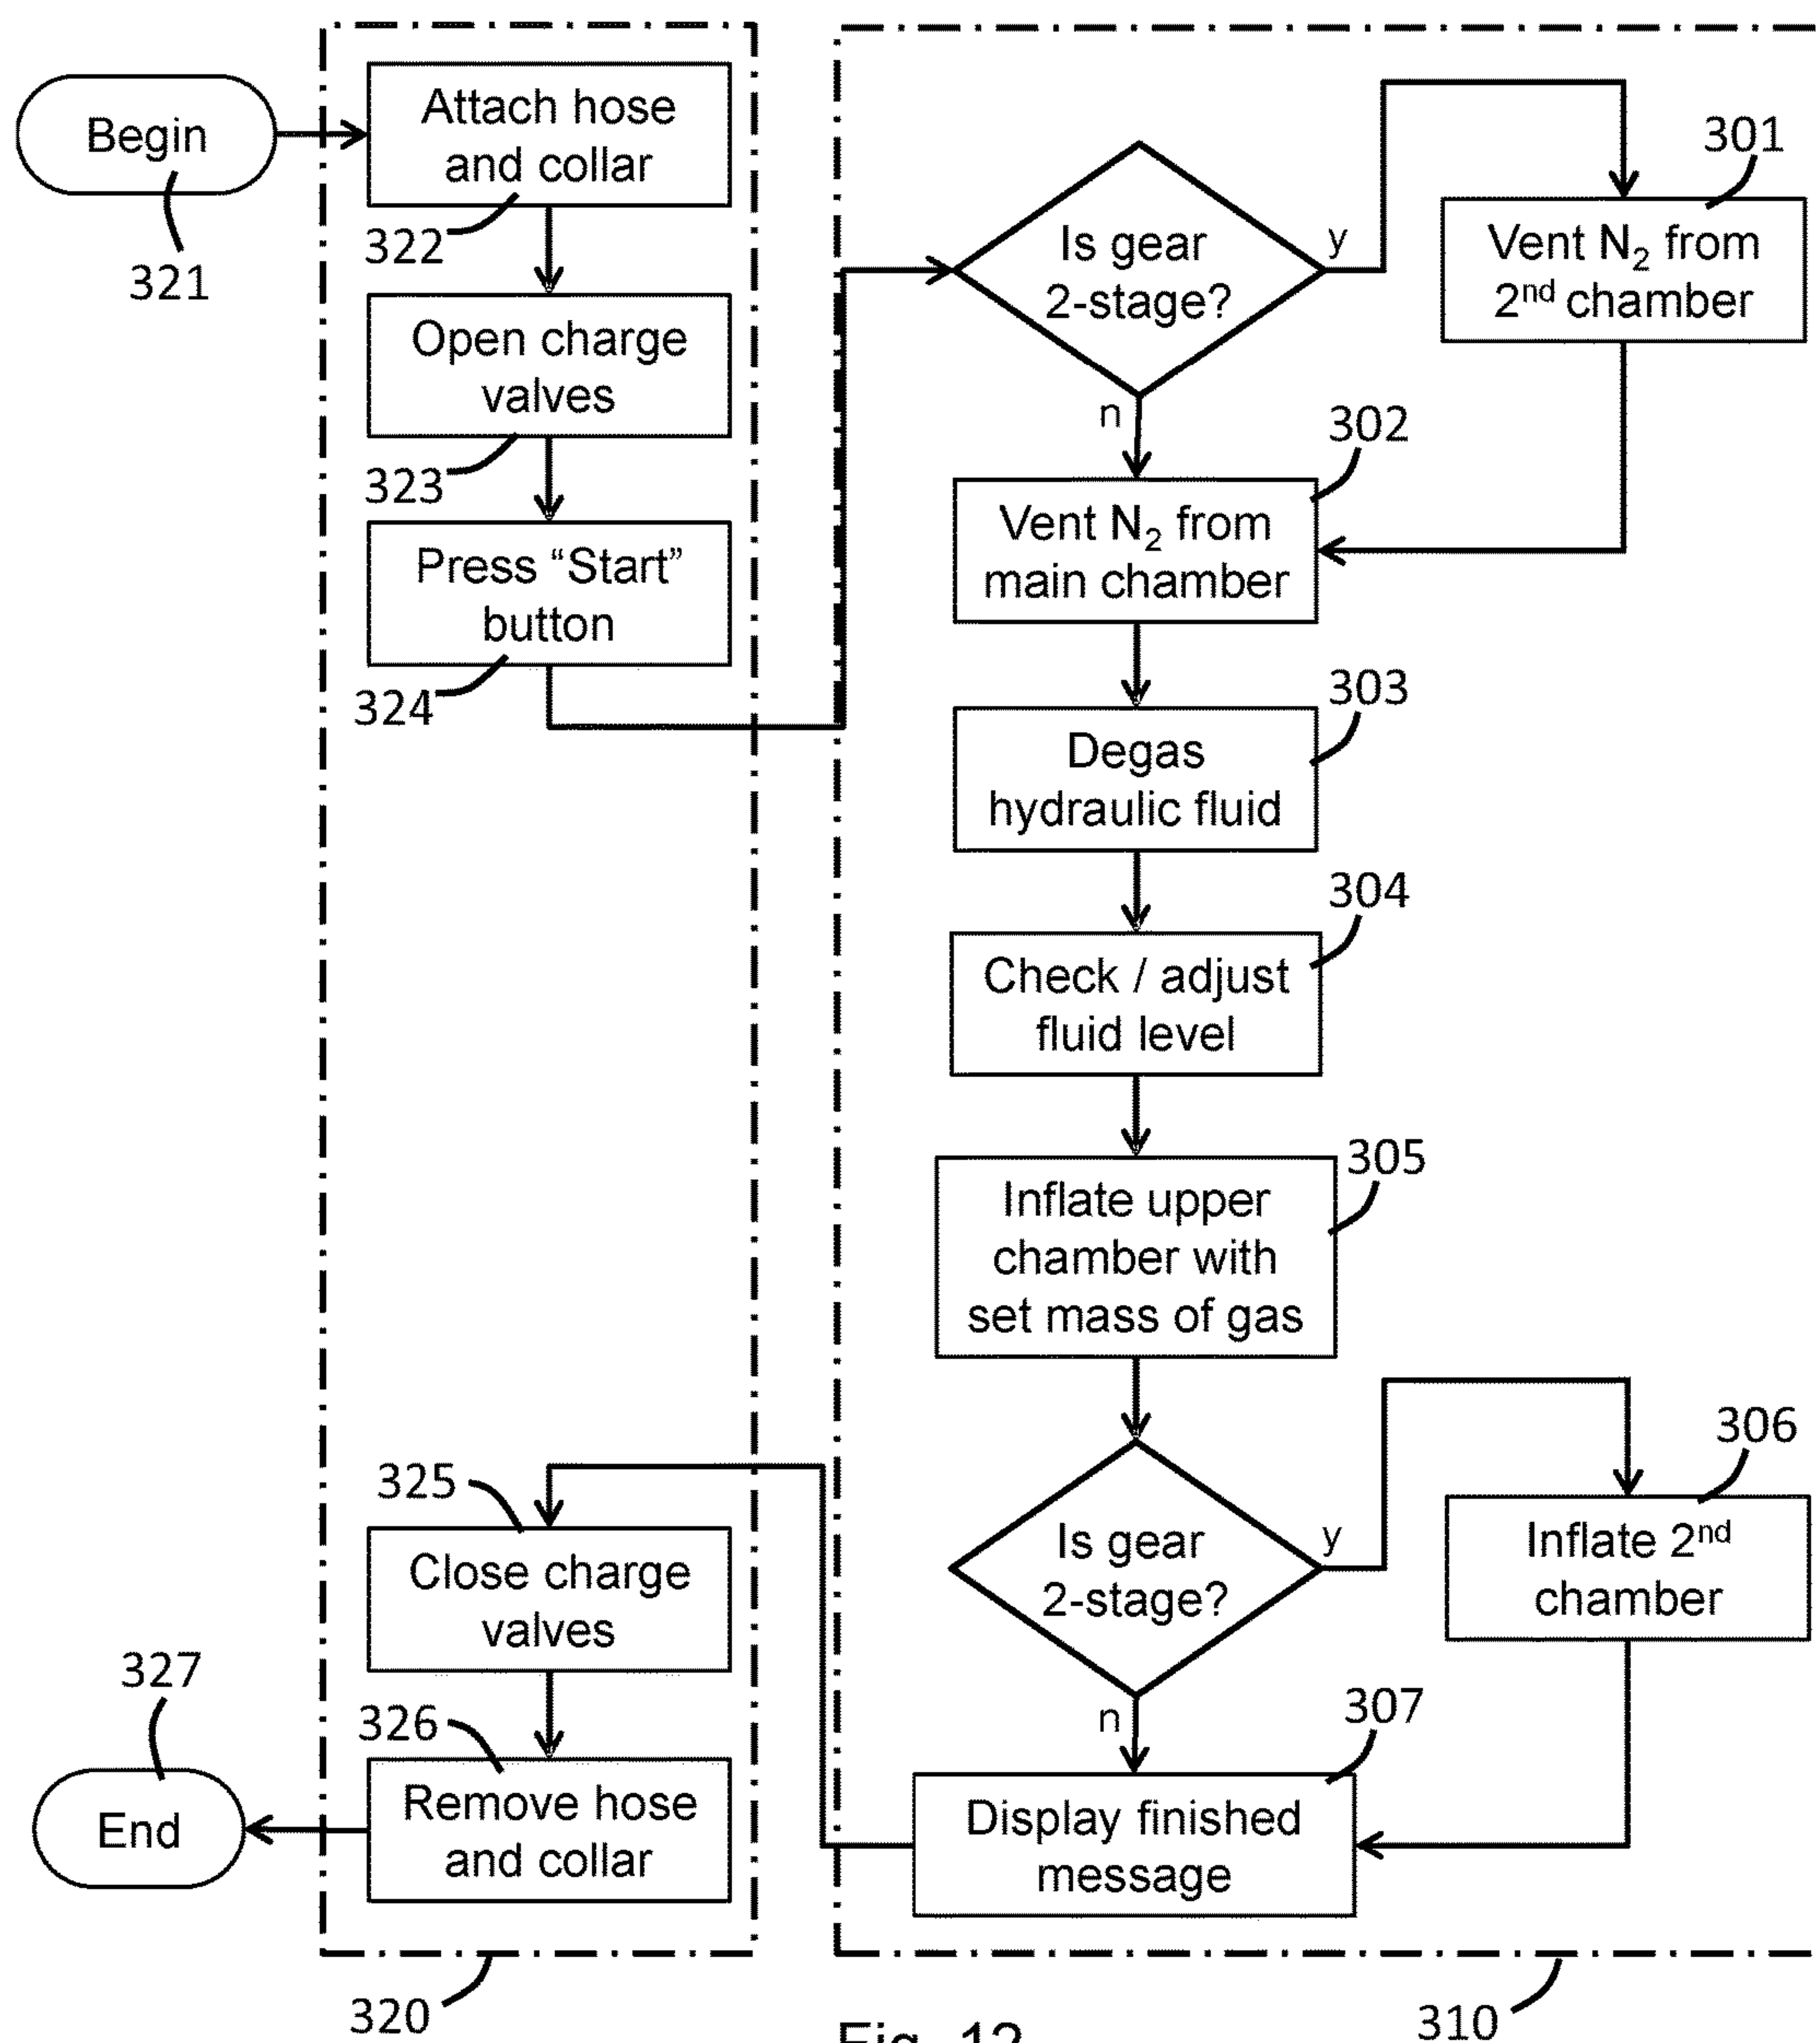 Begin
321
Attach hose
and collar
322
Open charge
valves
323
Press “Start”
button
324
Is gear
2-stage?
y
n
301
Vent N₂ from
2nd chamber
302
Vent N₂ from
main chamber
303
Degas
hydraulic fluid
304
Check / adjust
fluid level
305
Inflate upper
chamber with
set mass of gas
Is gear
2-stage?
y
n
306
Inflate 2nd
chamber
307
Display finished
message
325
Close charge
valves
326
Remove hose
and collar
327
End
320
310
Fig. 12